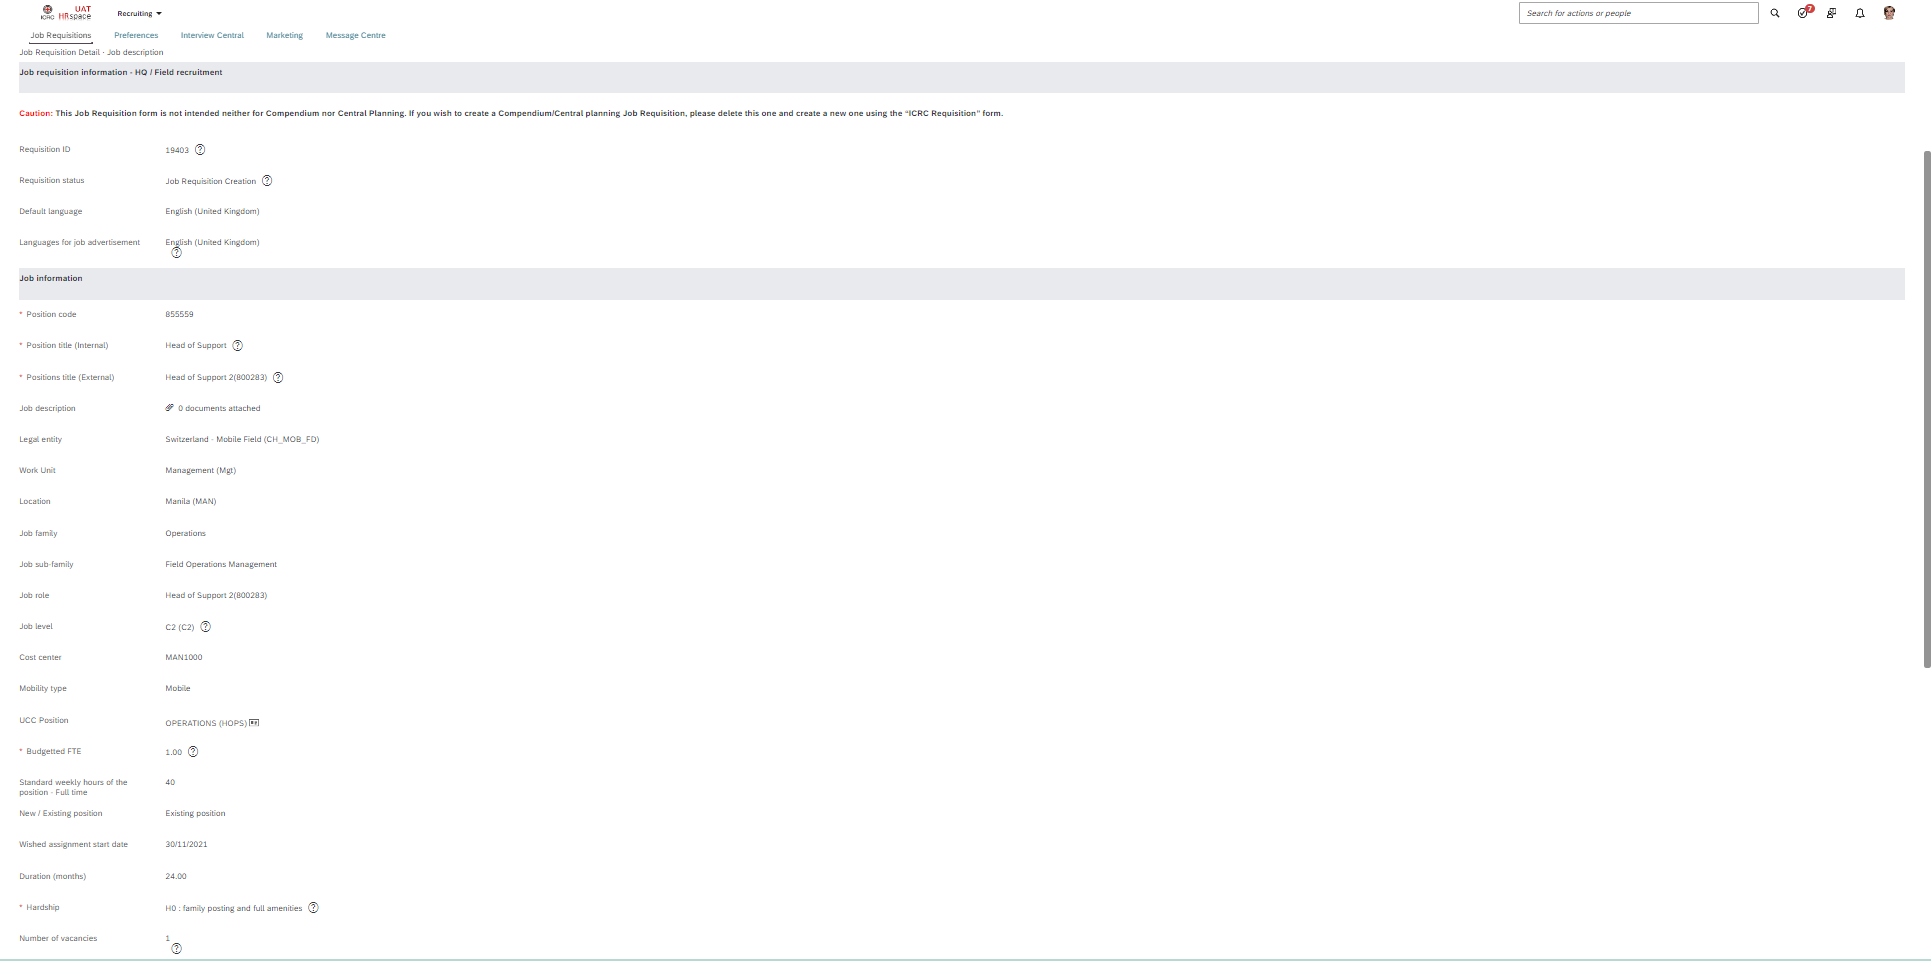 ICRC
UAT
HRspace
Recruiting
Search for actions or people
7
Job Requisitions
Preferences
Interview Central
Marketing
Message Centre
Job Requisition Detail · Job description
Job requisition information - HQ / Field recruitment
Caution: This Job Requisition form is not intended neither for Compendium nor Central Planning. If you wish to create a Compendium/Central planning Job Requisition, please delete this one and create a new one using the “ICRC Requisition” form.
Requisition ID 19403 ?
Requisition status Job Requisition Creation ?
Default language English (United Kingdom)
Languages for job advertisement English (United Kingdom)
?
Job information
* Position code 855559
* Position title (Internal) Head of Support ?
* Positions title (External) Head of Support 2(800283) ?
Job description 0 documents attached
Legal entity Switzerland - Mobile Field (CH_MOB_FD)
Work Unit Management (Mgt)
Location Manila (MAN)
Job family Operations
Job sub-family Field Operations Management
Job role Head of Support 2(800283)
Job level C2 (C2) ?
Cost center MAN1000
Mobility type Mobile
UCC Position OPERATIONS (HOPS)
* Budgetted FTE 1.00 ?
Standard weekly hours of the 40
position - Full time
New / Existing position Existing position
Wished assignment start date 30/11/2021
Duration (months) 24.00
* Hardship H0 : family posting and full amenities ?
Number of vacancies 1
?